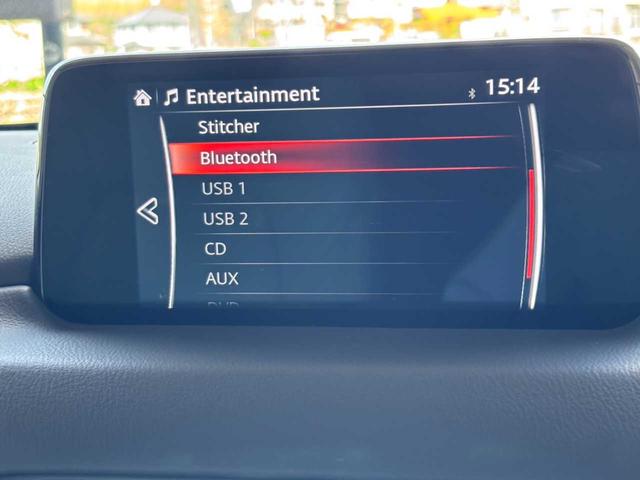 Entertainment
15:14
Stitcher
Bluetooth
USB 1
USB 2
CD
AUX